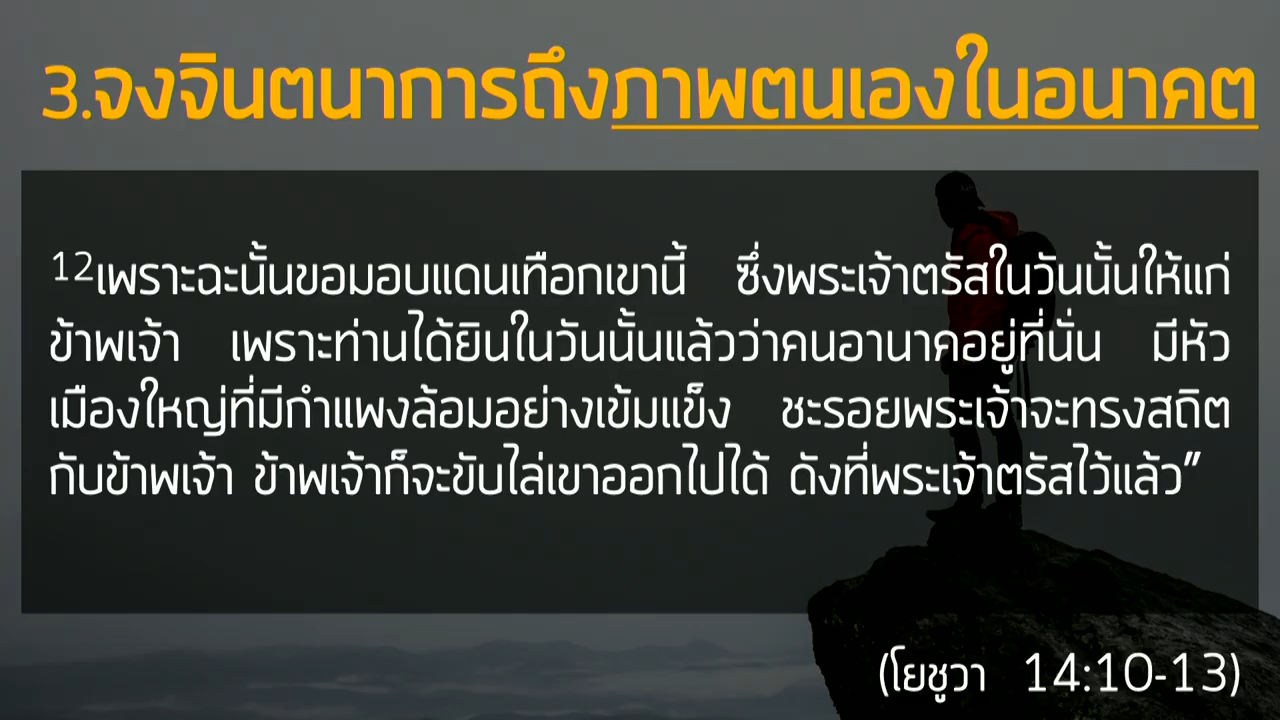 3.จงจินตนาการถึงภาพตนเองในอนาคต
12เพราะฉะนั้นขอมอบแดนเทือกเขานี้ ซึ่งพระเจ้าตรัสในวันนั้นให้แก่
ข้าพเจ้า เพราะท่านได้ยินในวันนั้นแล้วว่าคนอานาคอยู่ที่นั่น มีหัว
เมืองใหญ่ที่มีกำแพงล้อมอย่างเข้มแข็ง ชะรอยพระเจ้าจะทรงสถิต
กับข้าพเจ้า ข้าพเจ้าก็จะขับไล่เขาออกไปได้ ดังที่พระเจ้าตรัสไว้แล้ว”
(โยชูวา 14:10-13)